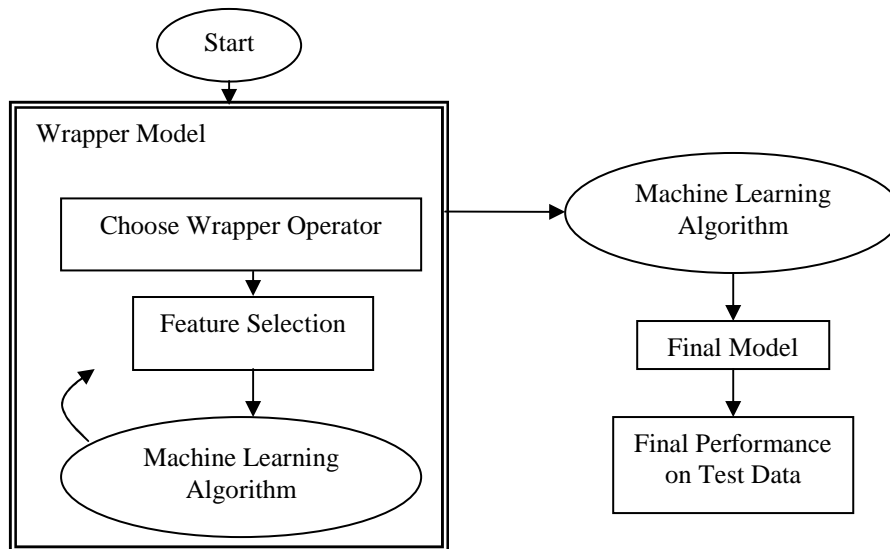 Start
Wrapper Model
Choose Wrapper Operator
Feature Selection
Machine Learning
Algorithm
Machine Learning
Algorithm
Final Model
Final Performance
on Test Data